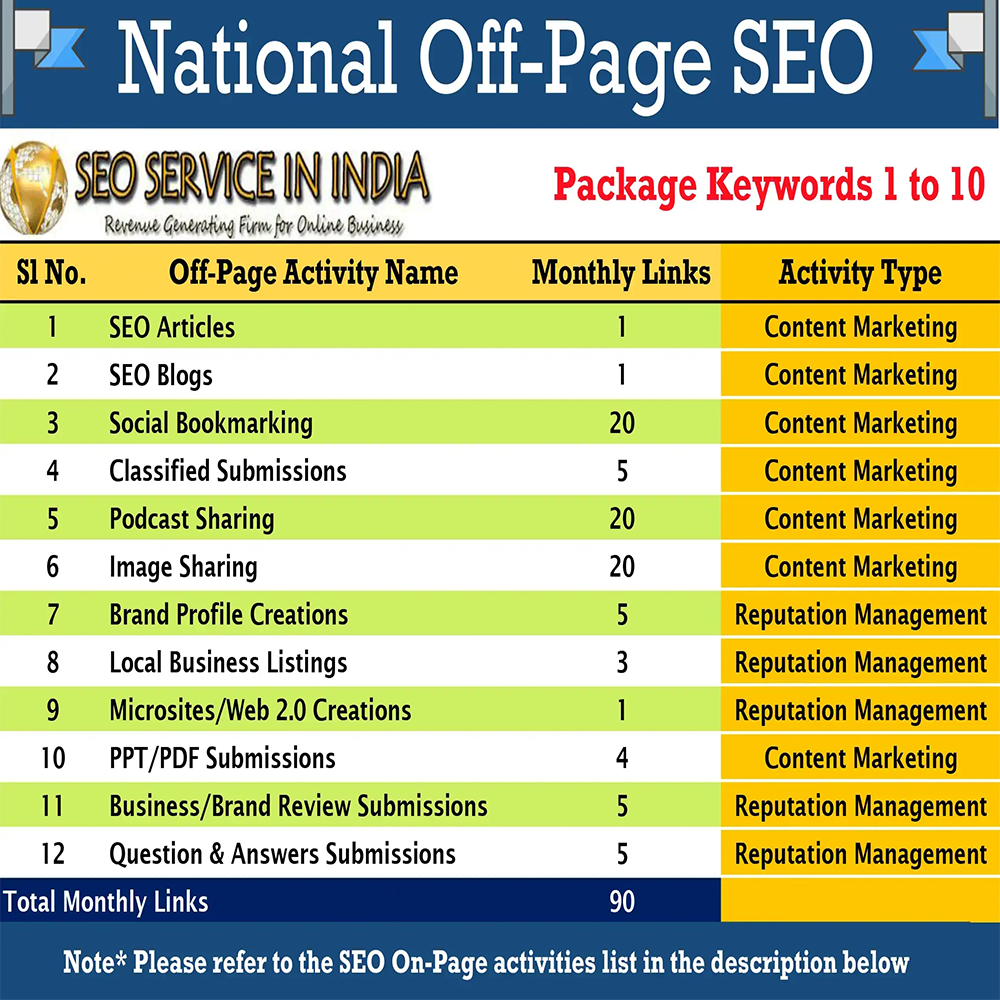 National Off-Page SEO
SEO SERVICE IN INDIA
Revenue Generating Firm for Online Business
Package Keywords 1 to 10
Sl No. Off-Page Activity Name Monthly Links Activity Type
1 SEO Articles 1 Content Marketing
2 SEO Blogs 1 Content Marketing
3 Social Bookmarking 20 Content Marketing
4 Classified Submissions 5 Content Marketing
5 Podcast Sharing 20 Content Marketing
6 Image Sharing 20 Content Marketing
7 Brand Profile Creations 5 Reputation Management
8 Local Business Listings 3 Reputation Management
9 Microsites/Web 2.0 Creations 1 Reputation Management
10 PPT/PDF Submissions 4 Content Marketing
11 Business/Brand Review Submissions 5 Reputation Management
12 Question & Answers Submissions 5 Reputation Management
Total Monthly Links 90
Note* Please refer to the SEO On-Page activities list in the description below